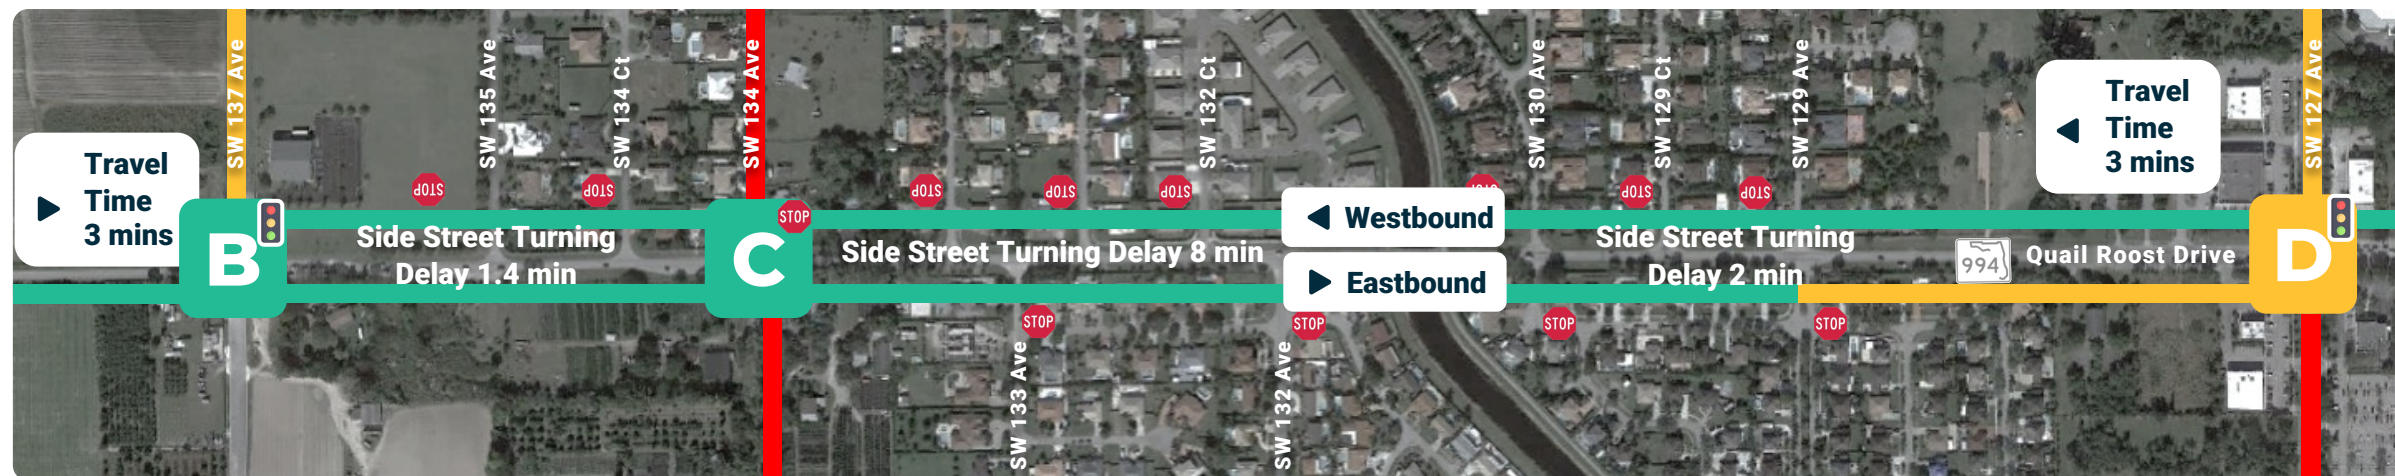 SW 137 Ave
SW 135 Ave
SW 134 Ct
SW 134 Ave
SW 132 Ct
SW 130 Ave
SW 129 Ct
SW 129 Ave
SW 127 Ave
Travel
Time
3 mins
Travel
Time
3 mins
STOP
STOP
STOP
STOP
STOP
STOP
STOP
STOP
STOP
B
Side Street Turning
Delay 1.4 min
C
Side Street Turning Delay 8 min
Westbound
Eastbound
Side Street Turning
Delay 2 min
994
Quail Roost Drive
D
STOP
STOP
STOP
STOP
SW 133 Ave
SW 132 Ave